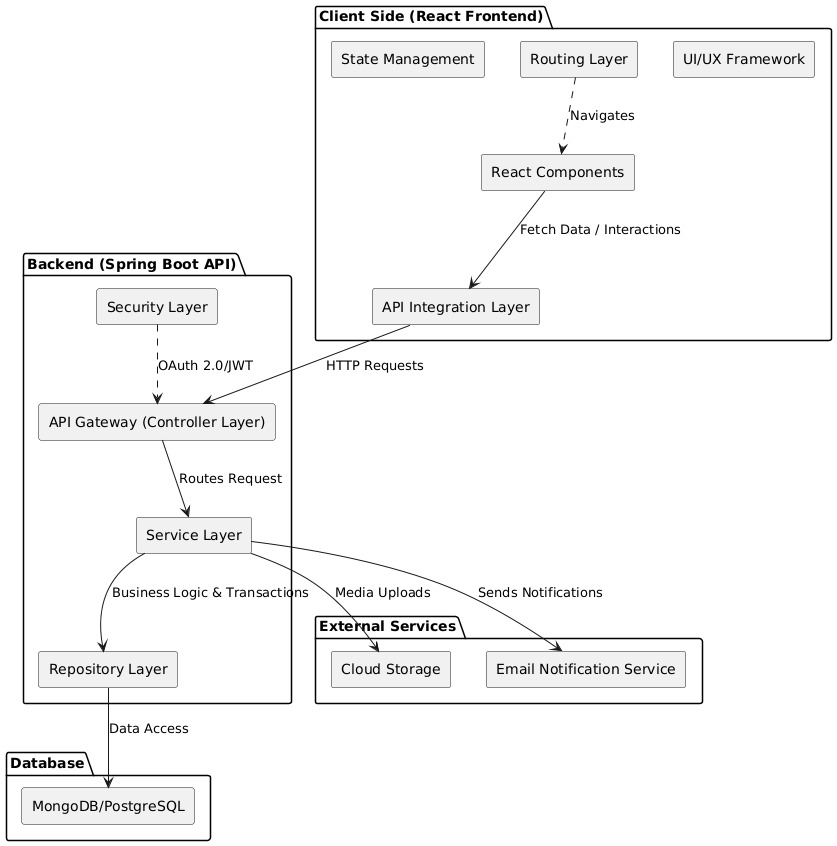 Client Side (React Frontend)
State Management
Routing Layer
UI/UX Framework
Navigates
React Components
Fetch Data / Interactions
API Integration Layer
Backend (Spring Boot API)
Security Layer
OAuth 2.0/JWT
HTTP Requests
API Gateway (Controller Layer)
Routes Request
Service Layer
Business Logic & Transactions
Media Uploads
Sends Notifications
External Services
Repository Layer
Cloud Storage
Email Notification Service
Data Access
Database
MongoDB/PostgreSQL